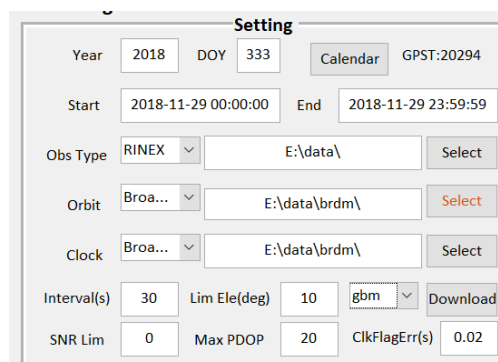 Setting
Year 2018 DOY 333 Calendar GPST:20294
Start 2018-11-29 00:00:00 End 2018-11-29 23:59:59
Obs Type RINEX E:\data\ Select
Orbit Broa... E:\data\brdm\ Select
Clock Broa... E:\data\brdm\ Select
Interval(s) 30 Lim Ele(deg) 10 gbm Download
SNR Lim 0 Max PDOP 20 ClkFlagErr(s) 0.02